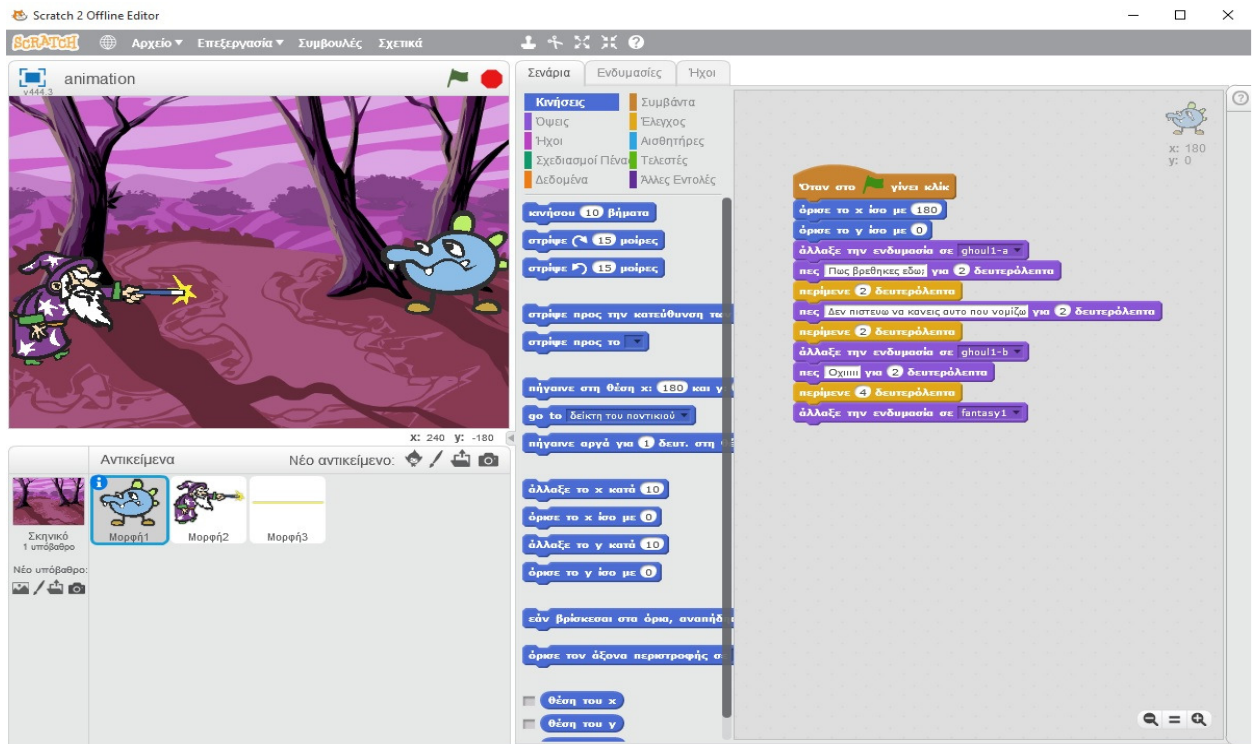 Scratch 2 Offline Editor
SCRATCH Αρχείο Επεξεργασία Συμβουλές Σχετικά
animation
v444.3
X: 240 y: -180
Αντικείμενα Νέο αντικείμενο:
Σκηνικό
1 υπόβαθρο
Νέο υπόβαθρο:
Μορφή1 Μορφή2 Μορφή3
Σενάρια Ενδυμασίες Ήχοι
Κινήσεις Συμβάντα
Όψεις Έλεγχος
Ήχοι Αισθητήρες
Σχεδιασμοί Πένας Τελεστές
Δεδομένα Άλλες Εντολές
κινήσου 10 βήματα
στρίψε 15 μοίρες
στρίψε 15 μοίρες
στρίψε προς την κατεύθυνση των
στρίψε προς το
πήγαινε στη θέση x: 180 και y
go to δείκτη του ποντικιού
πήγαινε αργά για 1 δευτ. στη
άλλαξε το x κατά 10
όρισε το x ίσο με 0
άλλαξε το y κατά 10
όρισε το y ίσο με 0
εάν βρίσκεσαι στα όρια, αναπήδ
όρισε τον άξονα περιστροφής σ
θέση του x
θέση του y
x: 180
y: 0
Όταν στο γίνει κλίκ
όρισε το x ίσο με 180
όρισε το y ίσο με 0
άλλαξε την ενδυμασία σε ghoul1-a
πες Πως βρεθηκες εδω; για 2 δευτερόλεπτα
περίμενε 2 δευτερόλεπτα
πες Δεν πιστευω να κανεις αυτο που νομίζω για 2 δευτερόλεπτα
περίμενε 2 δευτερόλεπτα
άλλαξε την ενδυμασία σε ghoul1-b
πες Οχιιιι για 2 δευτερόλεπτα
περίμενε 4 δευτερόλεπτα
άλλαξε την ενδυμασία σε fantasy1